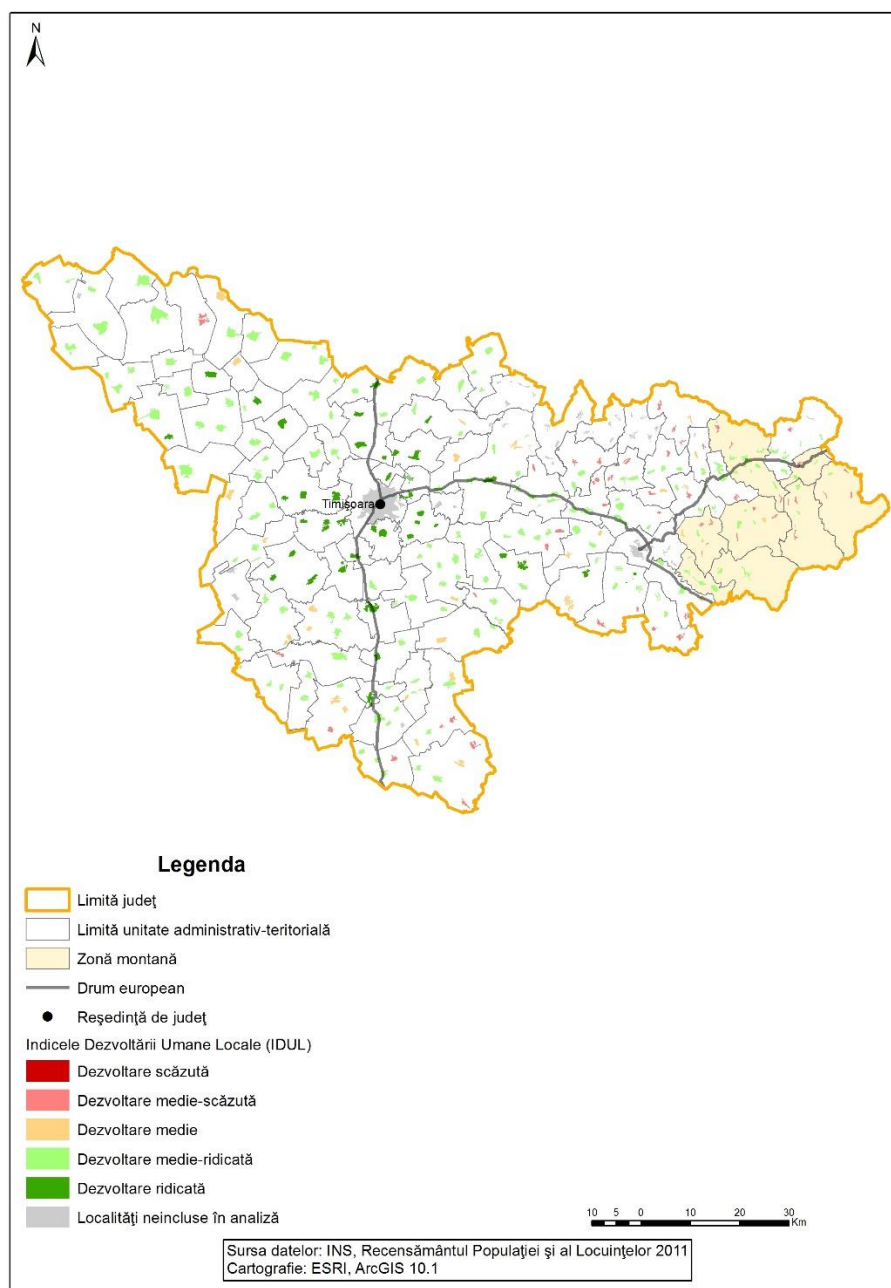 N
Timişoara
Legenda
Limită judeţ
Limită unitate administrativ-teritorială
Zonă montană
Drum european
Reşedinţă de judeţ
Indicele Dezvoltării Umane Locale (IDUL)
Dezvoltare scăzută
Dezvoltare medie-scăzută
Dezvoltare medie
Dezvoltare medie-ridicată
Dezvoltare ridicată
Localităţi neincluse în analiză
10 5 0 10 20 30
Km
Sursa datelor: INS, Recensământul Populaţiei şi al Locuinţelor 2011
Cartografie: ESRI, ArcGIS 10.1